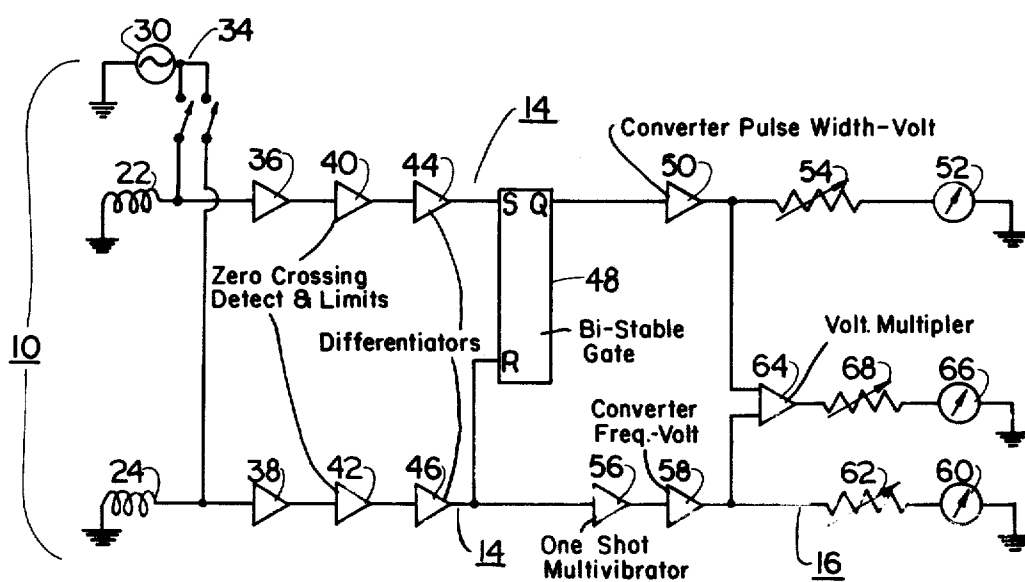 30
34
14
Converter Pulse Width-Volt
22
36
40
44
50
54
52
S Q
Zero Crossing
Detect & Limits
48
10
Differentiators
Bi-Stable
Gate
Volt. Multipler
R
64
68
66
Converter
Freq.-Volt
24
38
42
46
56
58
62
60
14
One Shot
Multivibrator
16